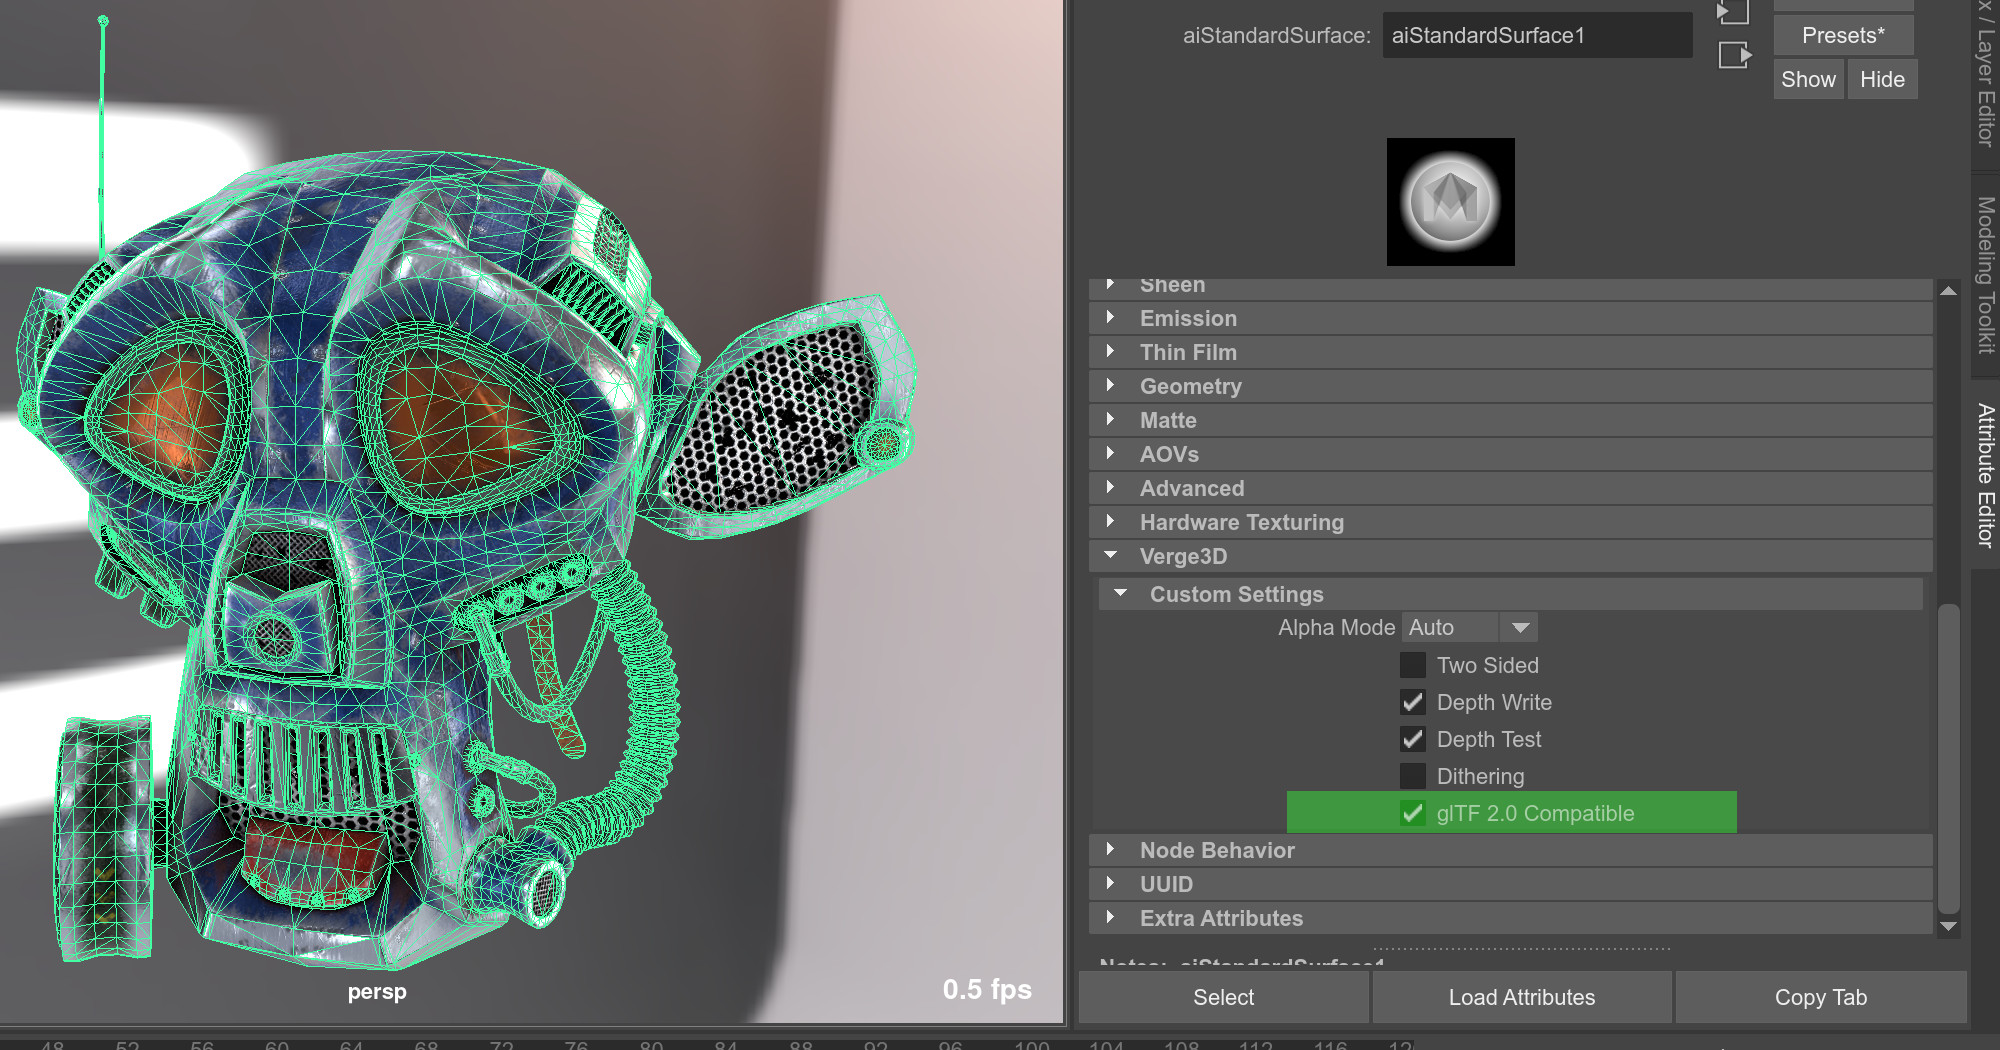 aiStandardSurface: aiStandardSurface1
Presets*
Show Hide
Sheen
Emission
Thin Film
Geometry
Matte
AOVs
Advanced
Hardware Texturing
Verge3D
Custom Settings
Alpha Mode Auto
Two Sided
Depth Write
Depth Test
Dithering
glTF 2.0 Compatible
Node Behavior
UUID
Extra Attributes
Notes: aiStandardSurface1
Select Load Attributes Copy Tab
x / Layer Editor
Modeling Toolkit
Attribute Editor
persp
0.5 fps
48 52 56 60 64 68 72 76 80 84 88 92 96 100 104 108 112 116